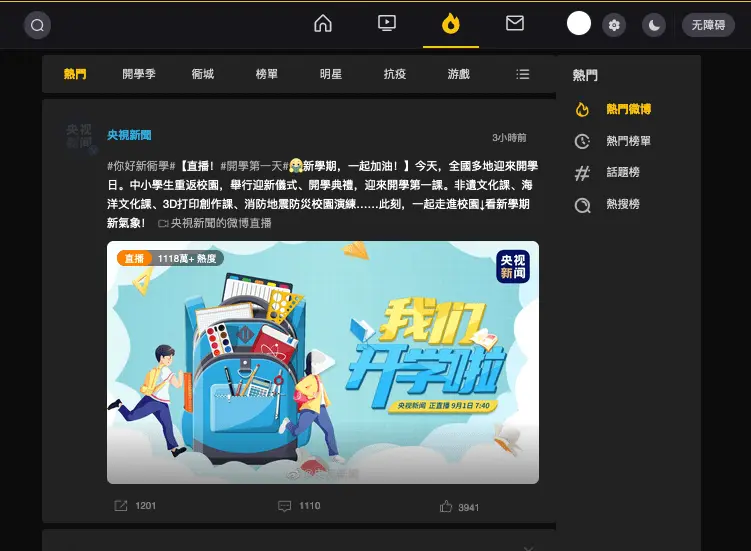 无障碍
熱門 開學季 衕城 榜單 明星 抗疫 游戲
熱門
熱門微博
熱門榜單
話題榜
熱搜榜
央视
新闻
央視新聞
3小時前
#你好新衕學#【直播！#開學第一天#新學期，一起加油！】今天，全國多地迎來開學
日。中小學生重返校園，舉行迎新儀式、開學典禮，迎來開學第一課。非遺文化課、海
洋文化課、3D打印創作課、消防地震防災校園演練……此刻，一起走進校園↓看新學期
新氣象！ 央視新聞的微博直播
直播 1118萬+ 熱度
央视
新闻
我们
开学啦
央视新闻 正直播 9月1日 7:40
1201 1110 3941